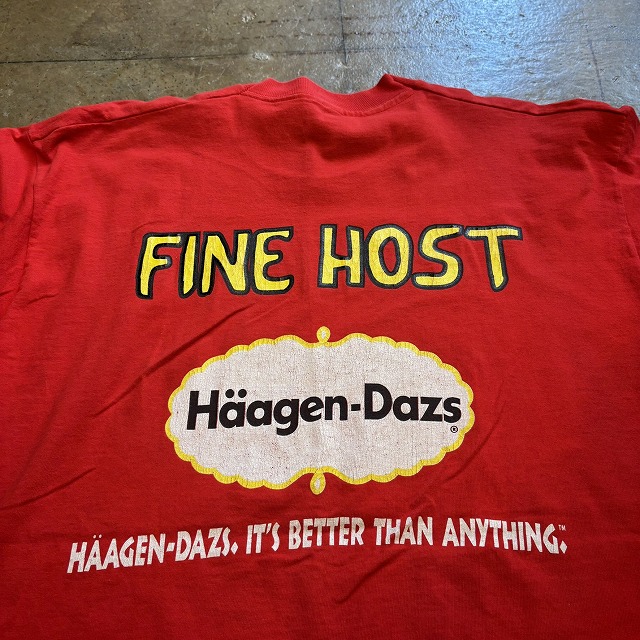 FINE HOST
Häagen-Dazs®
HÄAGEN-DAZS. IT'S BETTER THAN ANYTHING.™